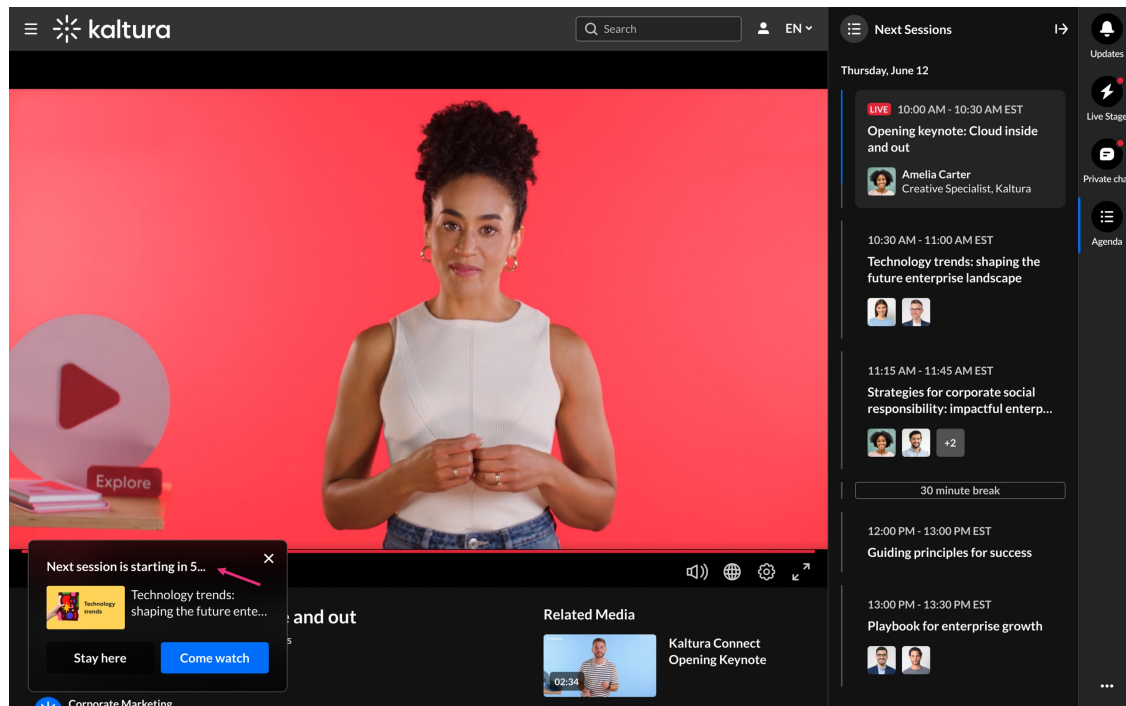 kaltura
Search
EN
Explore
Next session is starting in 5...
Technology trends
Technology trends:
shaping the future ente...
Stay here
Come watch
and out
s
Corporate Marketing
Related Media
02:34
Kaltura Connect
Opening Keynote
Next Sessions
Thursday, June 12
LIVE 10:00 AM - 10:30 AM EST
Opening keynote: Cloud inside
and out
Amelia Carter
Creative Specialist, Kaltura
10:30 AM - 11:00 AM EST
Technology trends: shaping the
future enterprise landscape
11:15 AM - 11:45 AM EST
Strategies for corporate social
responsibility: impactful enterp...
+2
30 minute break
12:00 PM - 13:00 PM EST
Guiding principles for success
13:00 PM - 13:30 PM EST
Playbook for enterprise growth
Updates
Live Stage
Private cha
Agenda